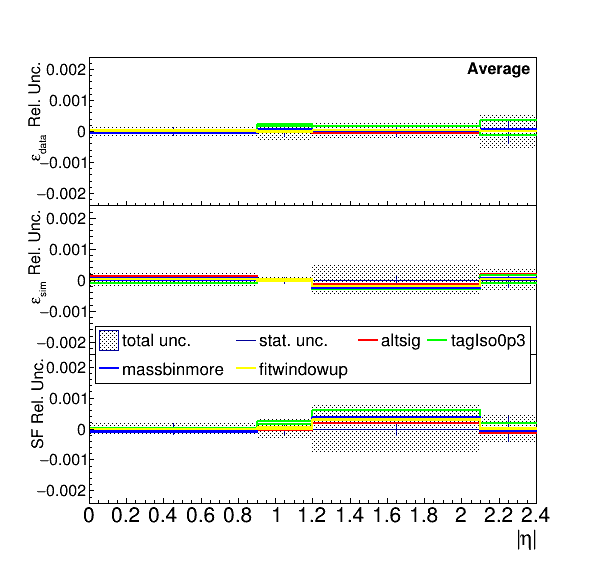 Average
ε_data Rel. Unc.
0.002
0.001
0
−0.001
−0.002
ε_sim Rel. Unc.
0.002
0.001
0
−0.001
−0.002
total unc. stat. unc. altsig tagIso0p3
massbinmore fitwindowup
SF Rel. Unc.
0.002
0.001
0
−0.001
−0.002
0 0.2 0.4 0.6 0.8 1 1.2 1.4 1.6 1.8 2 2.2 2.4
|η|